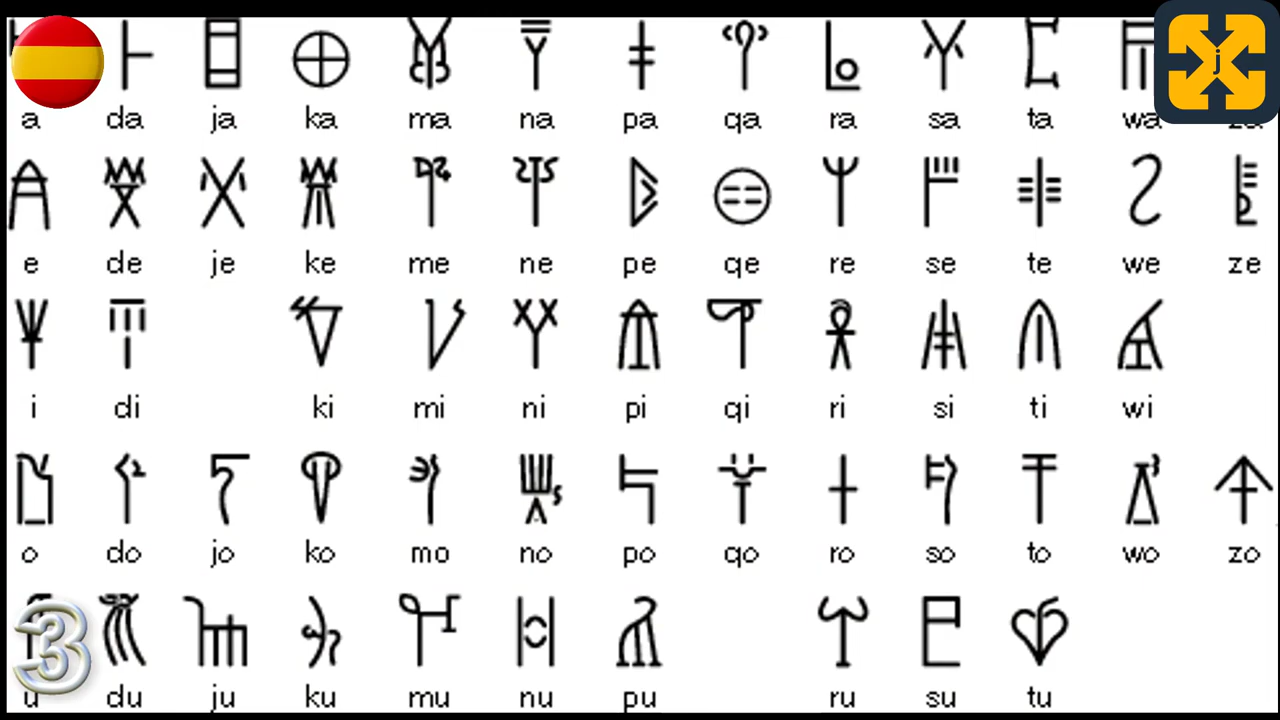 𐀅 𐀊 𐀏 𐀔 𐀙 𐀞 𐀣 𐀨 𐀭 𐀲 𐀷 j
a da ja ka ma na pa qa ra sa ta wa za
𐀁 𐀆 𐀋 𐀐 𐀕 𐀚 𐀟 𐀤 𐀩 𐀮 𐀳 𐀸 𐀽
e de je ke me ne pe qe re se te we ze
𐀂 𐀇 𐀑 𐀖 𐀛 𐀠 𐀥 𐀪 𐀯 𐀴 𐀹
i di ki mi ni pi qi ri si ti wi
𐀃 𐀈 𐀍 𐀒 𐀗 𐀜 𐀡 𐀦 𐀫 𐀰 𐀵 𐀺 𐀿
o do jo ko mo no po qo ro so to wo zo
3 𐀉 𐀎 𐀓 𐀘 𐀝 𐀢 𐀬 𐀱 𐀶
u du ju ku mu nu pu ru su tu